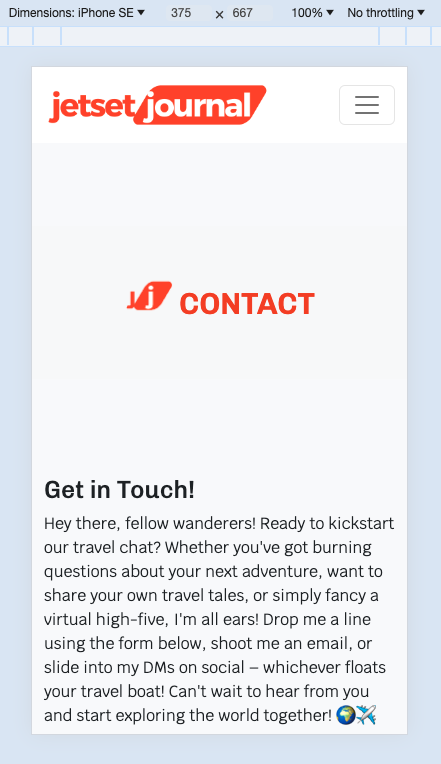 Dimensions: iPhone SE 375 × 667 100% No throttling
jetset journal
jj CONTACT
Get in Touch!
Hey there, fellow wanderers! Ready to kickstart
our travel chat? Whether you've got burning
questions about your next adventure, want to
share your own travel tales, or simply fancy a
virtual high-five, I'm all ears! Drop me a line
using the form below, shoot me an email, or
slide into my DMs on social – whichever floats
your travel boat! Can't wait to hear from you
and start exploring the world together! 🌍✈️